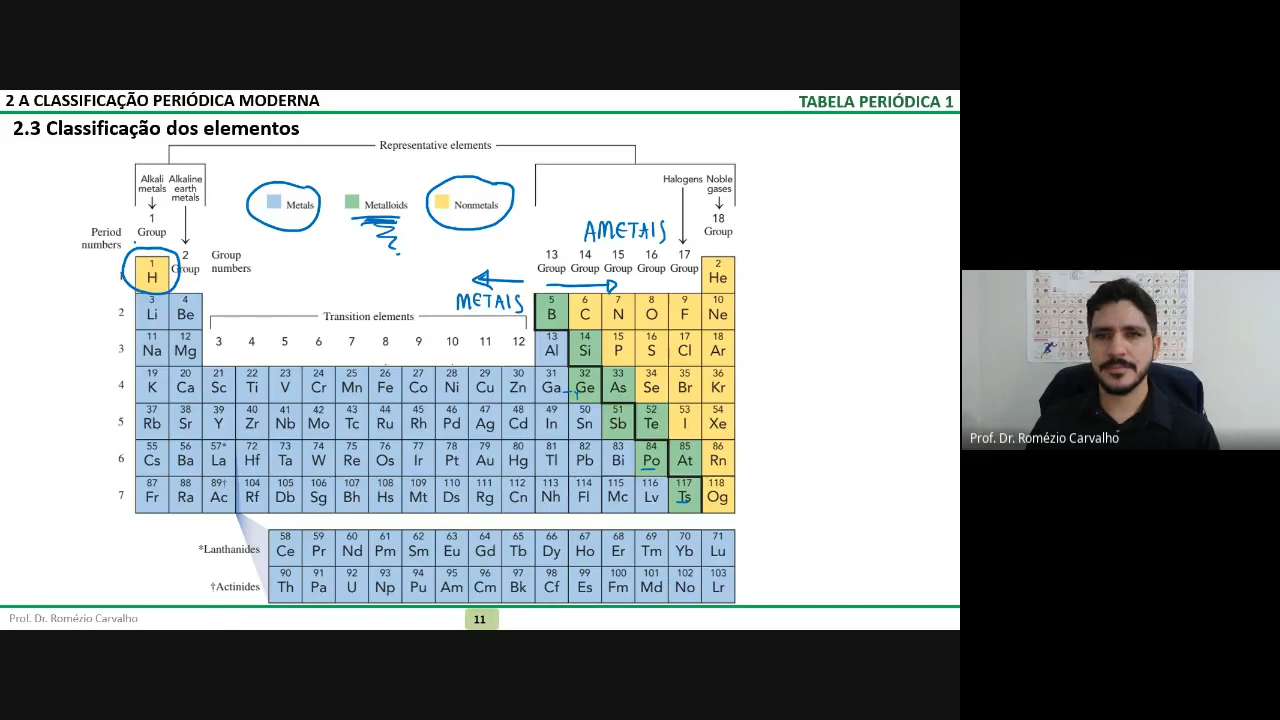 2 A CLASSIFICAÇÃO PERIÓDICA MODERNA
TABELA PERIÓDICA 1
2.3 Classificação dos elementos
Representative elements
Alkali metals
Alkaline earth metals
Halogens
Noble gases
Metals
Metalloids
Nonmetals
?
1 Group
18 Group
Period numbers
2 Group
Group numbers
AMETAIS
13 Group 14 Group 15 Group 16 Group 17 Group
METAIS
1 1 H 2 He
2 3 Li 4 Be 5 B 6 C 7 N 8 O 9 F 10 Ne
Transition elements
3 4 5 6 7 8 9 10 11 12
3 11 Na 12 Mg 13 Al 14 Si 15 P 16 S 17 Cl 18 Ar
4 19 K 20 Ca 21 Sc 22 Ti 23 V 24 Cr 25 Mn 26 Fe 27 Co 28 Ni 29 Cu 30 Zn 31 Ga 32 Ge 33 As 34 Se 35 Br 36 Kr
5 37 Rb 38 Sr 39 Y 40 Zr 41 Nb 42 Mo 43 Tc 44 Ru 45 Rh 46 Pd 47 Ag 48 Cd 49 In 50 Sn 51 Sb 52 Te 53 I 54 Xe
6 55 Cs 56 Ba 57* La 72 Hf 73 Ta 74 W 75 Re 76 Os 77 Ir 78 Pt 79 Au 80 Hg 81 Tl 82 Pb 83 Bi 84 Po 85 At 86 Rn
7 87 Fr 88 Ra 89† Ac 104 Rf 105 Db 106 Sg 107 Bh 108 Hs 109 Mt 110 Ds 111 Rg 112 Cn 113 Nh 114 Fl 115 Mc 116 Lv 117 Ts 118 Og
*Lanthanides 58 Ce 59 Pr 60 Nd 61 Pm 62 Sm 63 Eu 64 Gd 65 Tb 66 Dy 67 Ho 68 Er 69 Tm 70 Yb 71 Lu
†Actinides 90 Th 91 Pa 92 U 93 Np 94 Pu 95 Am 96 Cm 97 Bk 98 Cf 99 Es 100 Fm 101 Md 102 No 103 Lr
Prof. Dr. Romézio Carvalho
11
Prof. Dr. Romézio Carvalho